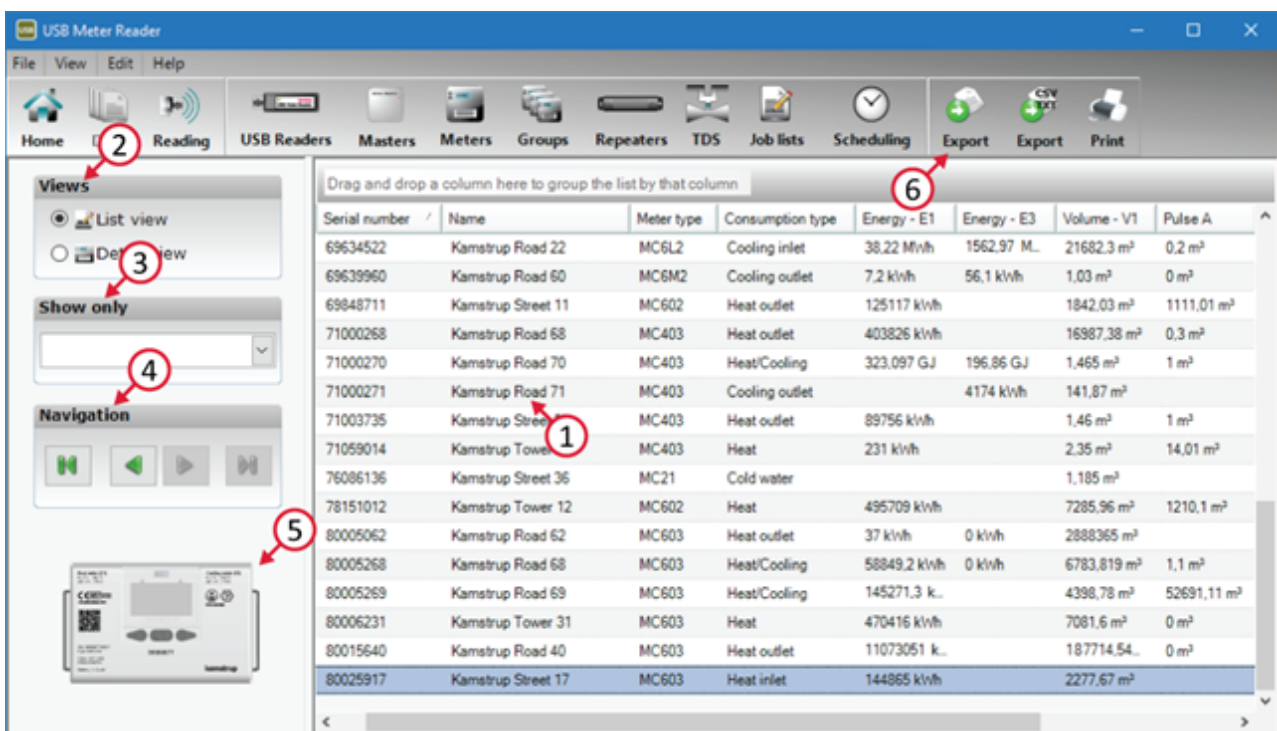 USB Meter Reader
File View Edit Help
CSV
TXT
Home Reading USB Readers Masters Meters Groups Repeaters TDS Job lists Scheduling Export Export Print
2
Views
List view
3
Show only
4
Navigation
5
kamstrup
6
Drag and drop a column here to group the list by that column
Serial number Name Meter type Consumption type Energy - E1 Energy - E3 Volume - V1 Pulse A
69634522 Kamstrup Road 22 MC6L2 Cooling inlet 38,22 MWh 1562,97 M... 21682,3 m³ 0,2 m³
69639960 Kamstrup Road 60 MC6M2 Cooling outlet 7,2 kWh 56,1 kWh 1,03 m³ 0 m³
69848711 Kamstrup Street 11 MC602 Heat outlet 125117 kWh 1842,03 m³ 1111,01 m³
71000268 Kamstrup Road 68 MC403 Heat outlet 403826 kWh 16987,38 m³ 0,3 m³
71000270 Kamstrup Road 70 MC403 Heat/Cooling 323,097 GJ 196,86 GJ 1,465 m³ 1 m³
71000271 Kamstrup Road 71 MC403 Cooling outlet 4174 kWh 141,87 m³
1
71003735 Kamstrup MC403 Heat outlet 89756 kWh 1,46 m³ 1 m³
71059014 Kamstrup MC403 Heat 231 kWh 2,35 m³ 14,01 m³
76086136 Kamstrup Street 36 MC21 Cold water 1,185 m³
78151012 Kamstrup Tower 12 MC602 Heat 495709 kWh 7285,96 m³ 1210,1 m³
80005062 Kamstrup Road 62 MC603 Heat outlet 37 kWh 0 kWh 2888365 m³
80005268 Kamstrup Road 68 MC603 Heat/Cooling 58849,2 kWh 0 kWh 6783,819 m³ 1,1 m³
80005269 Kamstrup Road 69 MC603 Heat/Cooling 145271,3 k... 4398,78 m³ 52691,11 m³
80006231 Kamstrup Tower 31 MC603 Heat 470416 kWh 7081,6 m³ 0 m³
80015640 Kamstrup Road 40 MC603 Heat outlet 11073051 k... 187714,54... 0 m³
80025917 Kamstrup Street 17 MC603 Heat inlet 144865 kWh 2277,67 m³